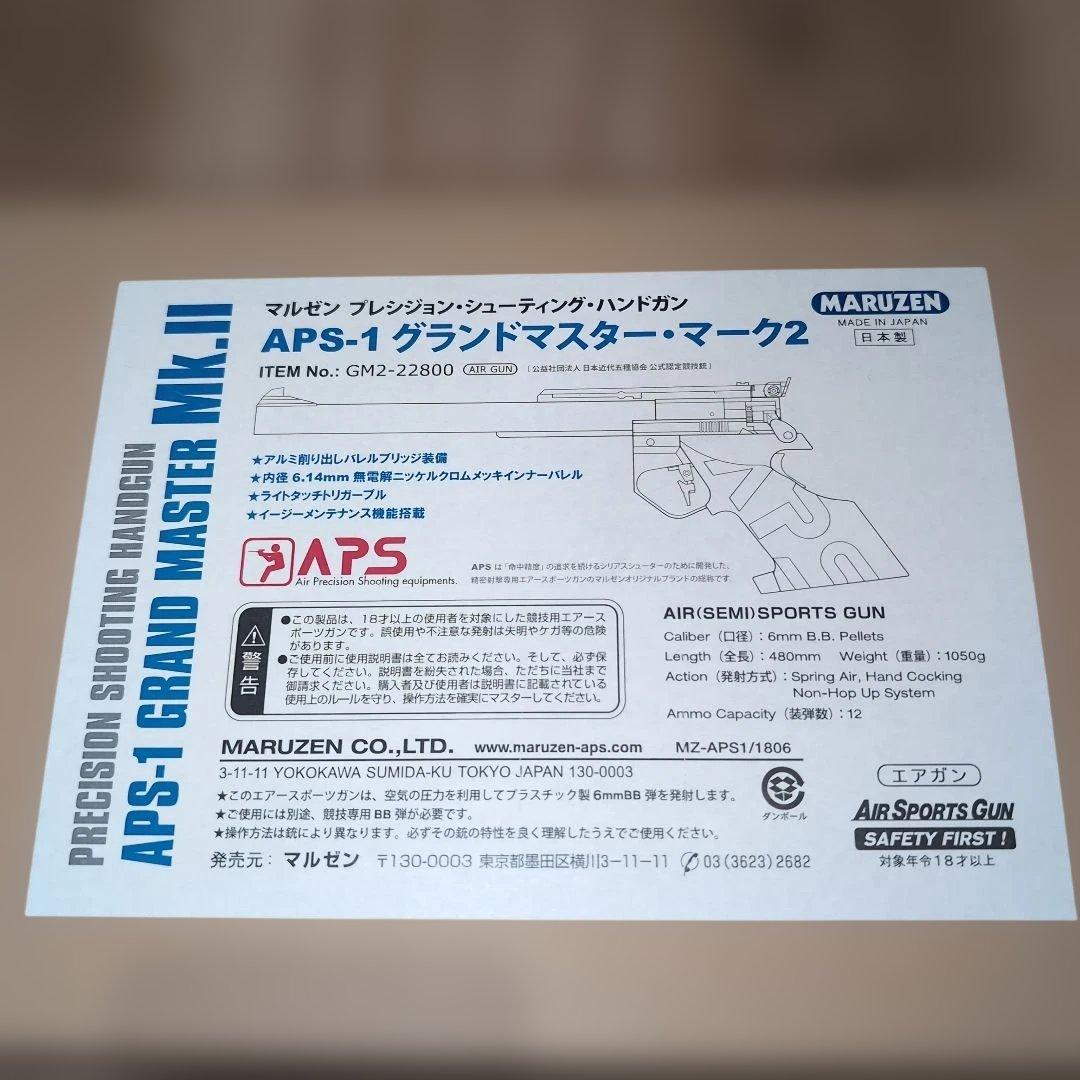 PRECISION SHOOTING HANDGUN
APS-1 GRAND MASTER Mk.II
マルゼン プレシジョン・シューティング・ハンドガン
APS-1 グランドマスター・マーク2
MARUZEN
MADE IN JAPAN
日本製
ITEM No.: GM2-22800 AIR GUN [公益社団法人 日本近代五種協会 公式認定競技銃]
★アルミ削り出しバレルブリッジ装備
★内径 6.14mm 無電解ニッケルクロムメッキインナーバレル
★ライトタッチトリガープル
★イージーメンテナンス機能搭載
APS
Air Precision Shooting equipments.
APS は「命中精度」の追求を続けるシリアスシューターのために開発した、
精密射撃専用エアースポーツガンのマルゼンオリジナルブランドの総称です.
警告
●この製品は、18才以上の使用者を対象にした競技用エアース
ポーツガンです。誤使用や不注意な発射は失明やケガ等の危険
があります。
●ご使用前に使用説明書は全てお読みください。そして、必ず保
存してください。説明書を紛失された場合、ただちに当社まで
御請求ください。購入者及び使用者は説明書に記載されている
使用上のルールを守り、操作方法を確実にマスターしてください。
AIR(SEMI)SPORTS GUN
Caliber（口径）: 6mm B.B. Pellets
Length（全長）: 480mm Weight（重量）: 1050g
Action（発射方式）: Spring Air, Hand Cocking
Non-Hop Up System
Ammo Capacity（装弾数）: 12
MARUZEN CO.,LTD. www.maruzen-aps.com MZ-APS1/1806
3-11-11 YOKOKAWA SUMIDA-KU TOKYO JAPAN 130-0003
★このエアースポーツガンは、空気の圧力を利用してプラスチック製 6mmBB 弾を発射します。
★ご使用には別途、競技専用 BB 弾が必要です。
★操作方法は銃により異なります。必ずその銃の特性を良く理解したうえでご使用ください。
発売元： マルゼン 〒130-0003 東京都墨田区横川3-11-11 03 (3623) 2682
ダンボール
エアガン
AIR SPORTS GUN
SAFETY FIRST !
対象年令18才以上